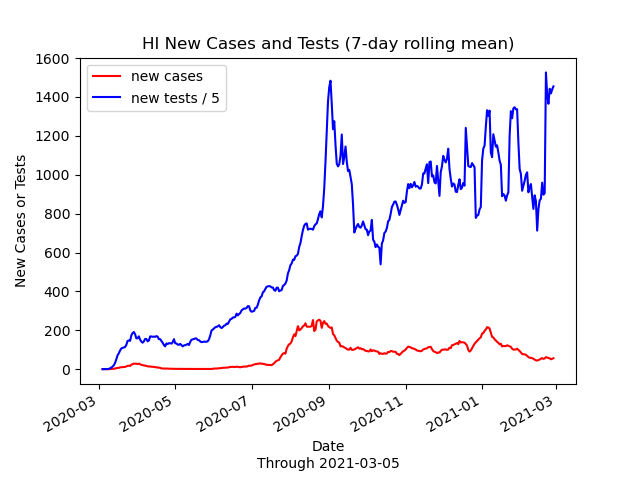 HI New Cases and Tests (7-day rolling mean)
new cases
new tests / 5
New Cases or Tests
1600
1400
1200
1000
800
600
400
200
0
2020-03
2020-05
2020-07
2020-09
2020-11
2021-01
2021-03
Date
Through 2021-03-05